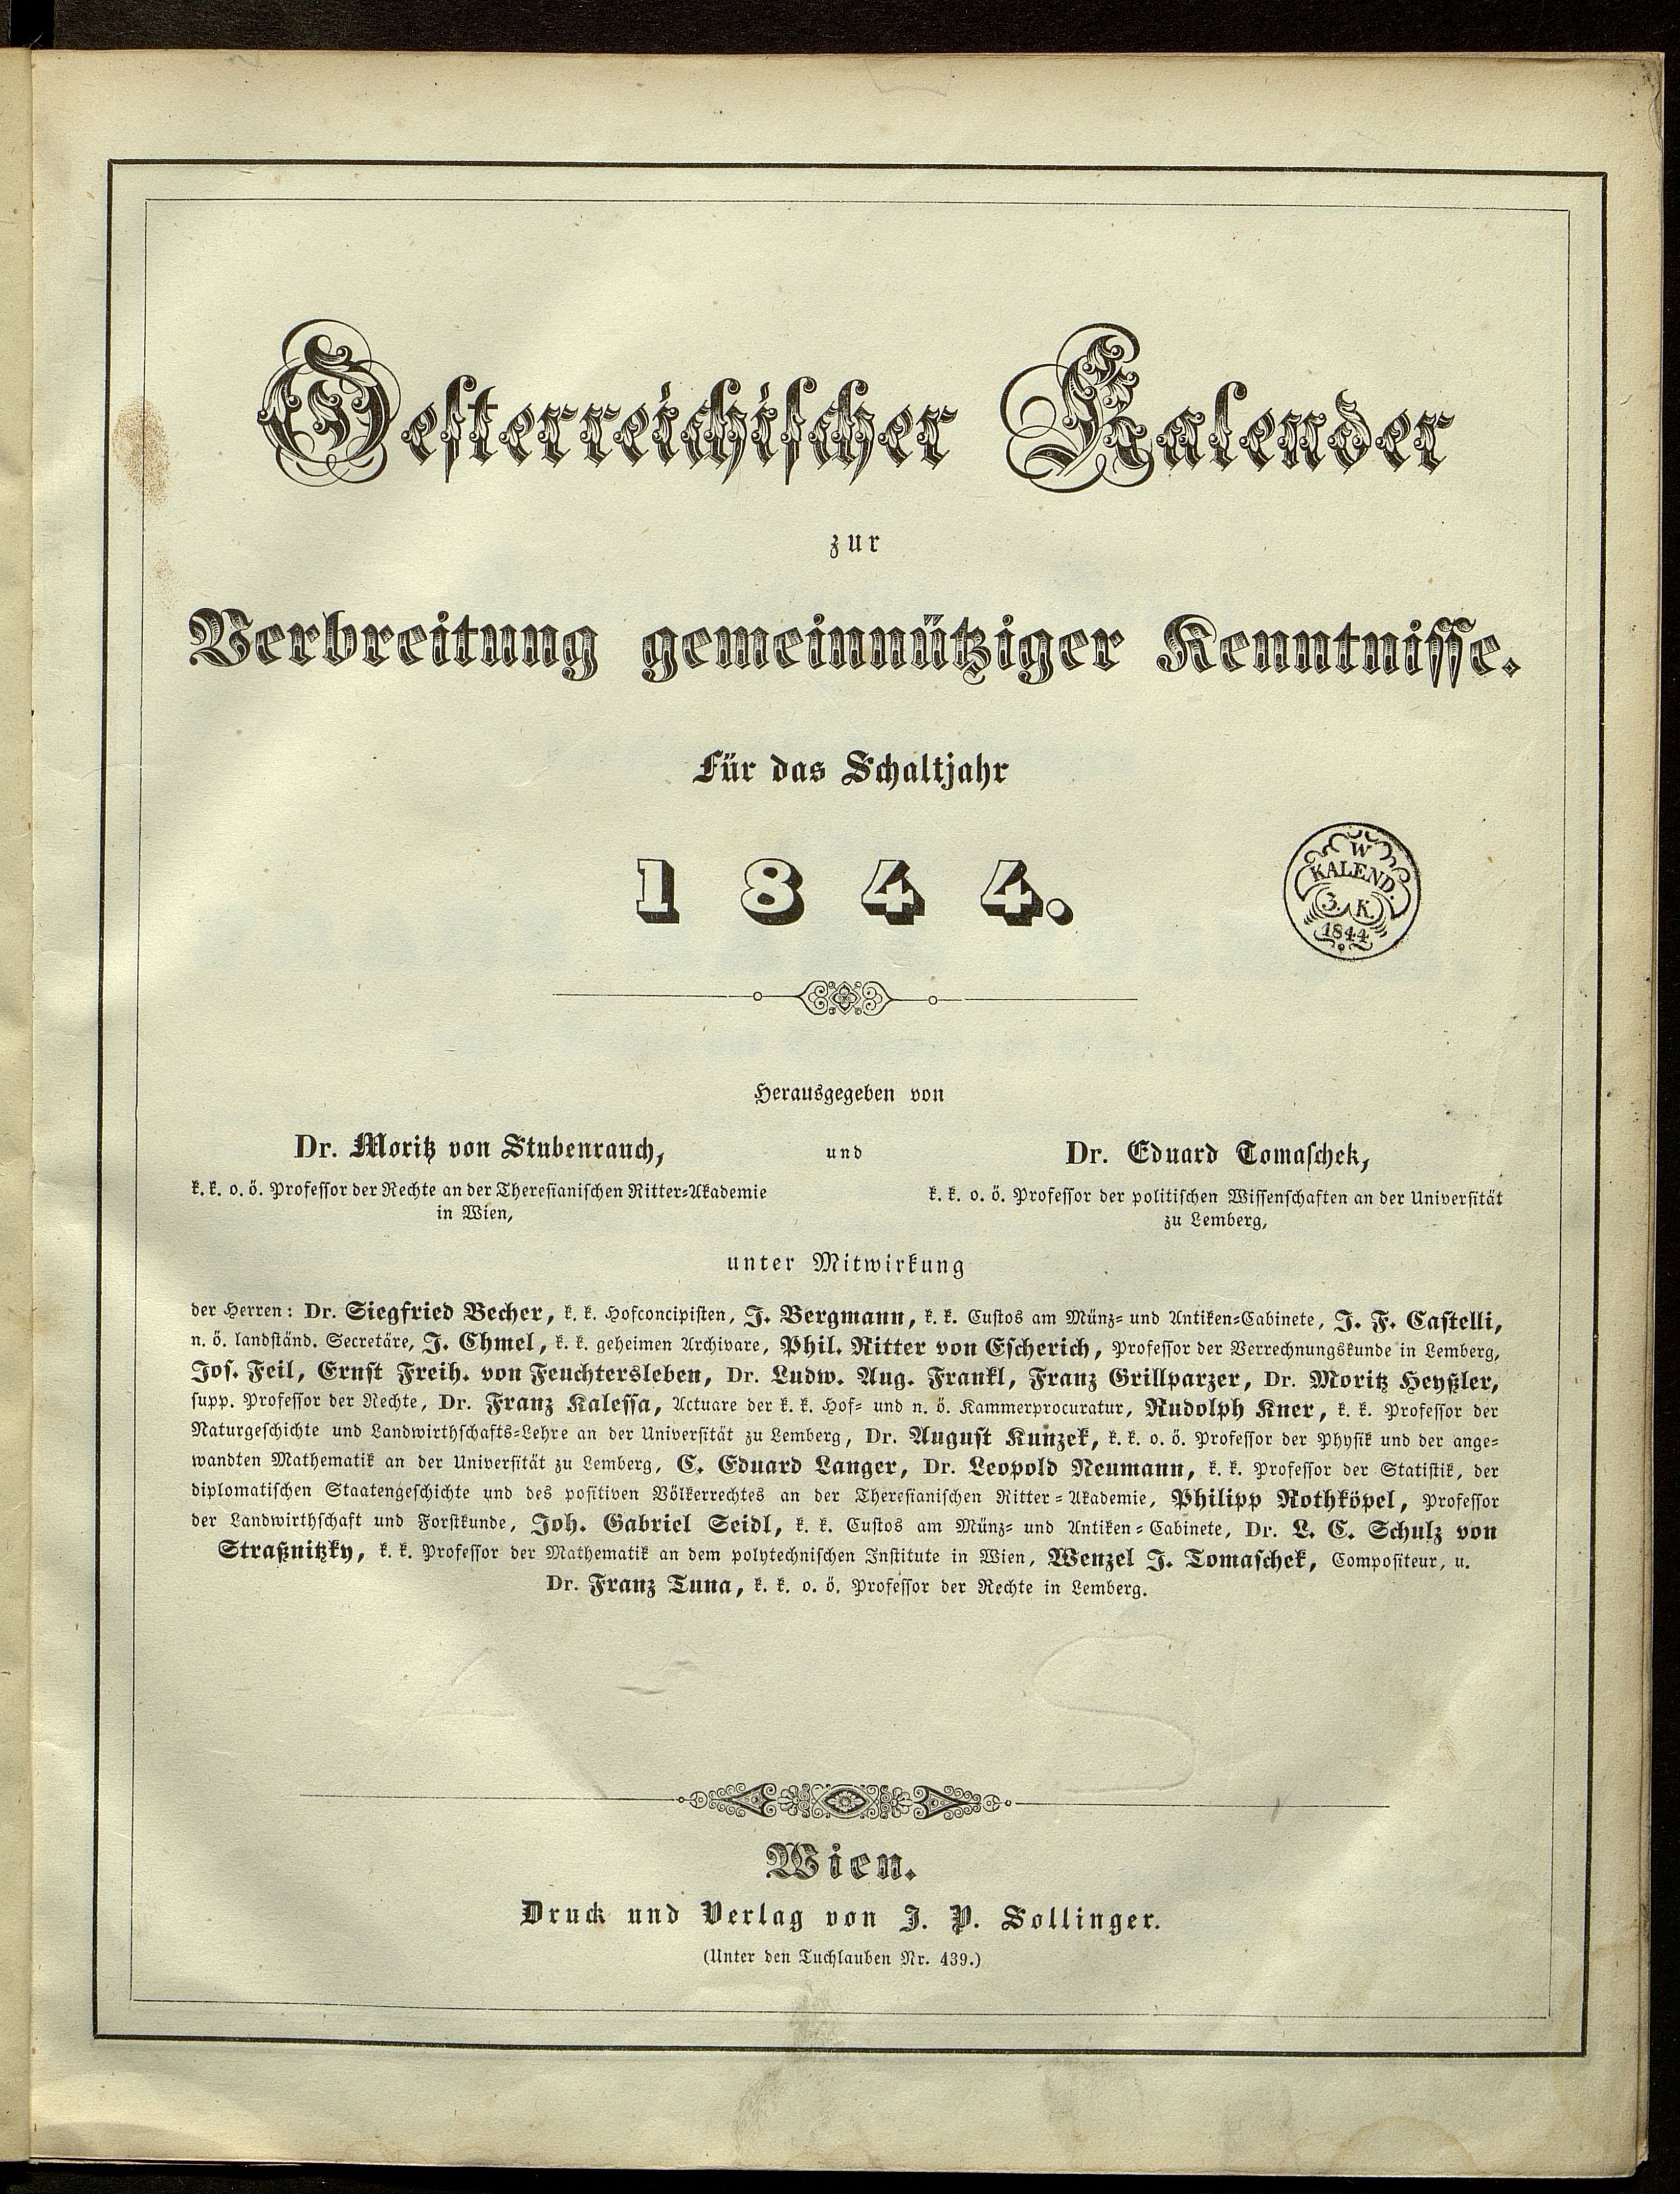 Oesterreichischer Kalender
zur
Verbreitung gemeinnütziger Kenntnisse.
Für das Schaltjahr
1844.
W
KALEND.
3. K.
1844
Herausgegeben von
Dr. Moritz von Stubenrauch,
k. k. o. ö. Professor der Rechte an der Theresianischen Ritter-Akademie
in Wien,
und
Dr. Eduard Tomaschek,
k. k. o. ö. Professor der politischen Wissenschaften an der Universität
zu Lemberg,
unter Mitwirkung
der Herren: Dr. Siegfried Becher, k. k. Hofconcipisten, J. Bergmann, k. k. Custos am Münz- und Antiken-Cabinete, J. F. Castelli,
n. ö. landständ. Secretäre, J. Chmel, k. k. geheimen Archivare, Phil. Ritter von Escherich, Professor der Verrechnungskunde in Lemberg,
Jos. Feil, Ernst Freih. von Feuchtersleben, Dr. Ludw. Aug. Frankl, Franz Grillparzer, Dr. Moritz Heyßler,
supp. Professor der Rechte, Dr. Franz Kalessa, Actuare der k. k. Hof- und n. ö. Kammerprocuratur, Rudolph Kner, k. k. Professor der
Naturgeschichte und Landwirthschafts-Lehre an der Universität zu Lemberg, Dr. August Kunzek, k. k. o. ö. Professor der Physik und der ange-
wandten Mathematik an der Universität zu Lemberg, C. Eduard Langer, Dr. Leopold Neumann, k. k. Professor der Statistik, der
diplomatischen Staatengeschichte und des positiven Völkerrechtes an der Theresianischen Ritter-Akademie, Philipp Rothköpel, Professor
der Landwirthschaft und Forstkunde, Joh. Gabriel Seidl, k. k. Custos am Münz- und Antiken-Cabinete, Dr. L. C. Schulz von
Straßnitzky, k. k. Professor der Mathematik an dem polytechnischen Institute in Wien, Wenzel J. Tomaschek, Compositeur, u.
Dr. Franz Tuna, k. k. o. ö. Professor der Rechte in Lemberg.
Wien.
Druck und Verlag von J. P. Sollinger.
(Unter den Tuchlauben Nr. 439.)